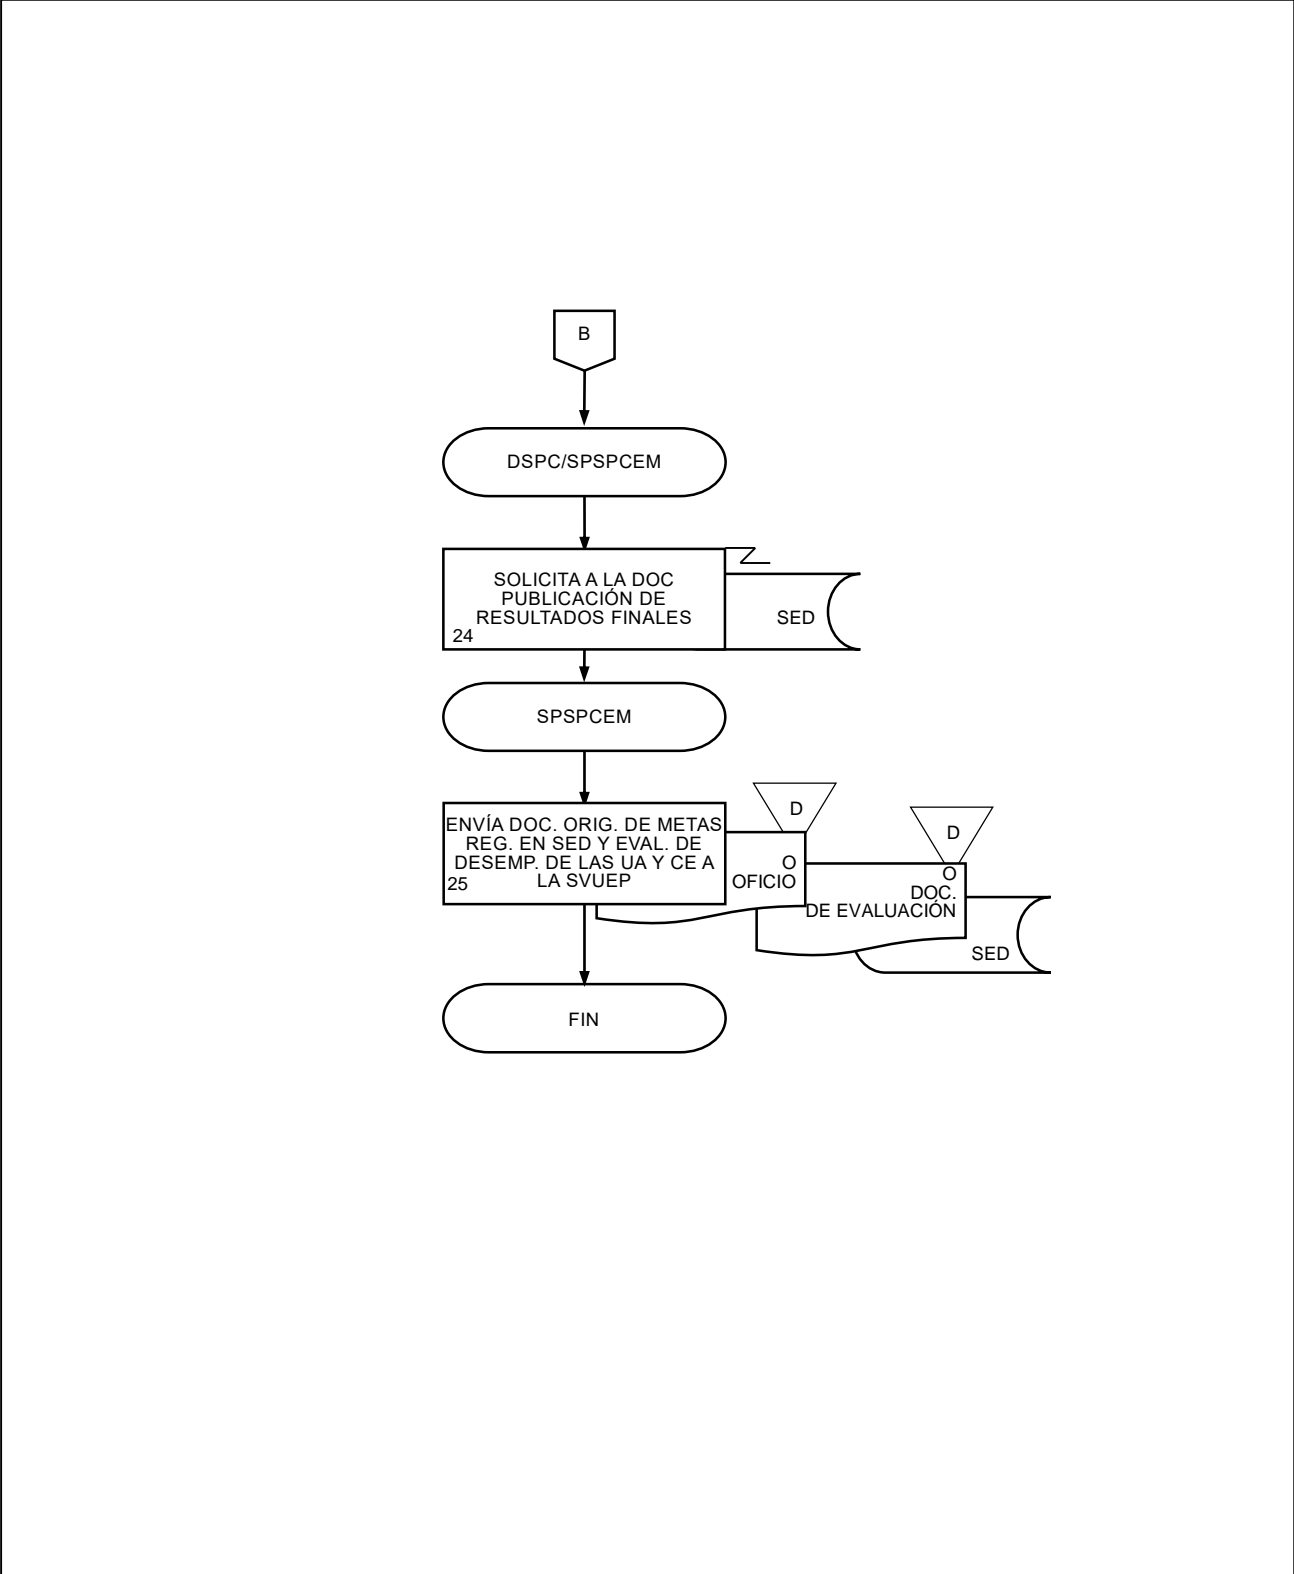 B
DSPC/SPSPCEM
SOLICITA A LA DOC
PUBLICACIÓN DE
RESULTADOS FINALES
24
SED
SPSPCEM
ENVÍA DOC. ORIG. DE METAS
REG. EN SED Y EVAL. DE
DESEMP. DE LAS UA Y CE A
LA SVUEP
25
D
O
OFICIO
D
O
DOC.
DE EVALUACIÓN
SED
FIN